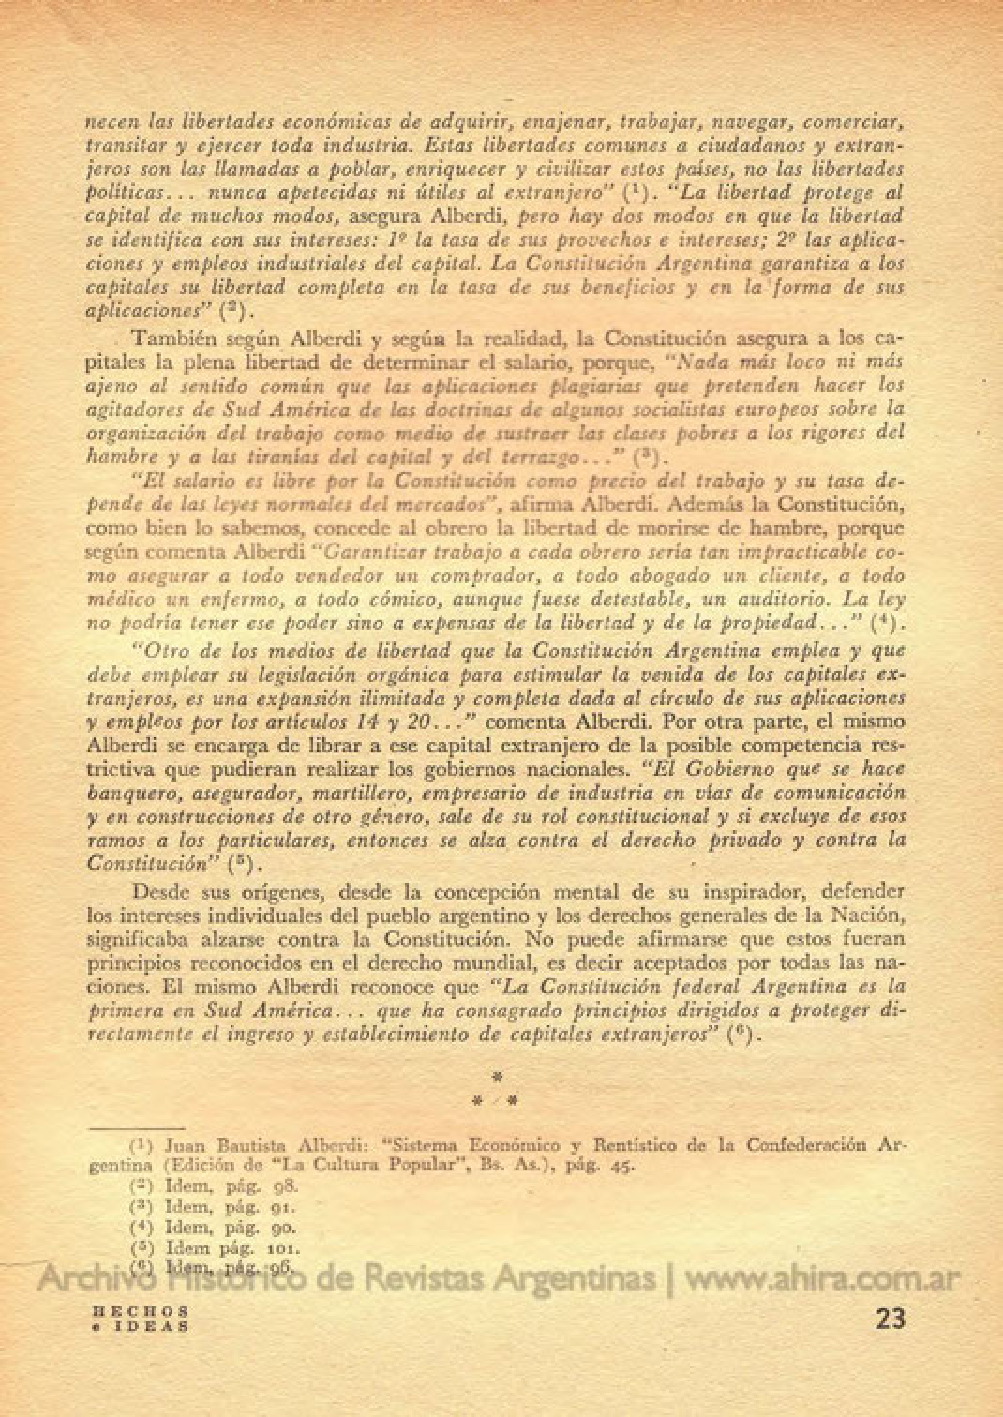 necen las libertades económicas de adquirir, enajenar, trabajar, navegar, comerciar,
transitar y ejercer toda industria. Estas libertades comunes a ciudadanos y extran-
jeros son las llamadas a poblar, enriquecer y civilizar estos países, no las libertades
políticas... nunca apetecidas ni útiles al extranjero" (¹). "La libertad protege al
capital de muchos modos, asegura Alberdi, pero hay dos modos en que la libertad
se identifica con sus intereses: 1º la tasa de sus provechos e intereses; 2º las aplica-
ciones y empleos industriales del capital. La Constitución Argentina garantiza a los
capitales su libertad completa en la tasa de sus beneficios y en la forma de sus
aplicaciones" (²).
También según Alberdi y según la realidad, la Constitución asegura a los ca-
pitales la plena libertad de determinar el salario, porque, "Nada más loco ni más
ajeno al sentido común que las aplicaciones plagiarias que pretenden hacer los
agitadores de Sud América de las doctrinas de algunos socialistas europeos sobre la
organización del trabajo como medio de sustraer las clases pobres a los rigores del
hambre y a las tiranías del capital y del terrazgo..." (³).
"El salario es libre por la Constitución como precio del trabajo y su tasa de-
pende de las leyes normales del mercados", afirma Alberdi. Además la Constitución,
como bien lo sabemos, concede al obrero la libertad de morirse de hambre, porque
según comenta Alberdi "Garantizar trabajo a cada obrero sería tan impracticable co-
mo asegurar a todo vendedor un comprador, a todo abogado un cliente, a todo
médico un enfermo, a todo cómico, aunque fuese detestable, un auditorio. La ley
no podría tener ese poder sino a expensas de la libertad y de la propiedad..." (⁴).
"Otro de los medios de libertad que la Constitución Argentina emplea y que
debe emplear su legislación orgánica para estimular la venida de los capitales ex-
tranjeros, es una expansión ilimitada y completa dada al círculo de sus aplicaciones
y empleos por los artículos 14 y 20..." comenta Alberdi. Por otra parte, el mismo
Alberdi se encarga de librar a ese capital extranjero de la posible competencia res-
trictiva que pudieran realizar los gobiernos nacionales. "El Gobierno que se hace
banquero, asegurador, martillero, empresario de industria en vías de comunicación
y en construcciones de otro género, sale de su rol constitucional y si excluye de esos
ramos a los particulares, entonces se alza contra el derecho privado y contra la
Constitución" (⁵).
Desde sus orígenes, desde la concepción mental de su inspirador, defender
los intereses individuales del pueblo argentino y los derechos generales de la Nación,
significaba alzarse contra la Constitución. No puede afirmarse que estos fueran
principios reconocidos en el derecho mundial, es decir aceptados por todas las na-
ciones. El mismo Alberdi reconoce que "La Constitución federal Argentina es la
primera en Sud América... que ha consagrado principios dirigidos a proteger di-
rectamente el ingreso y establecimiento de capitales extranjeros" (⁶).
*
* *
(¹) Juan Bautista Alberdi: "Sistema Económico y Rentístico de la Confederación Ar-
gentina (Edición de "La Cultura Popular", Bs. As.), pág. 45.
(²) Idem, pág. 98.
(³) Idem, pág. 91.
(⁴) Idem, pág. 90.
(⁵) Idem pág. 101.
(⁶) Idem, pág. 96.
Archivo Histórico de Revistas Argentinas | www.ahira.com.ar
HECHOS
e IDEAS
23